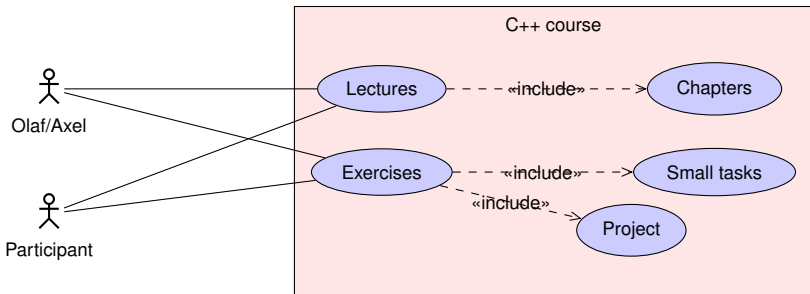 C++ course
Lectures
«include»
Chapters
Olaf/Axel
Exercises
«include»
Small tasks
«include»
Project
Participant